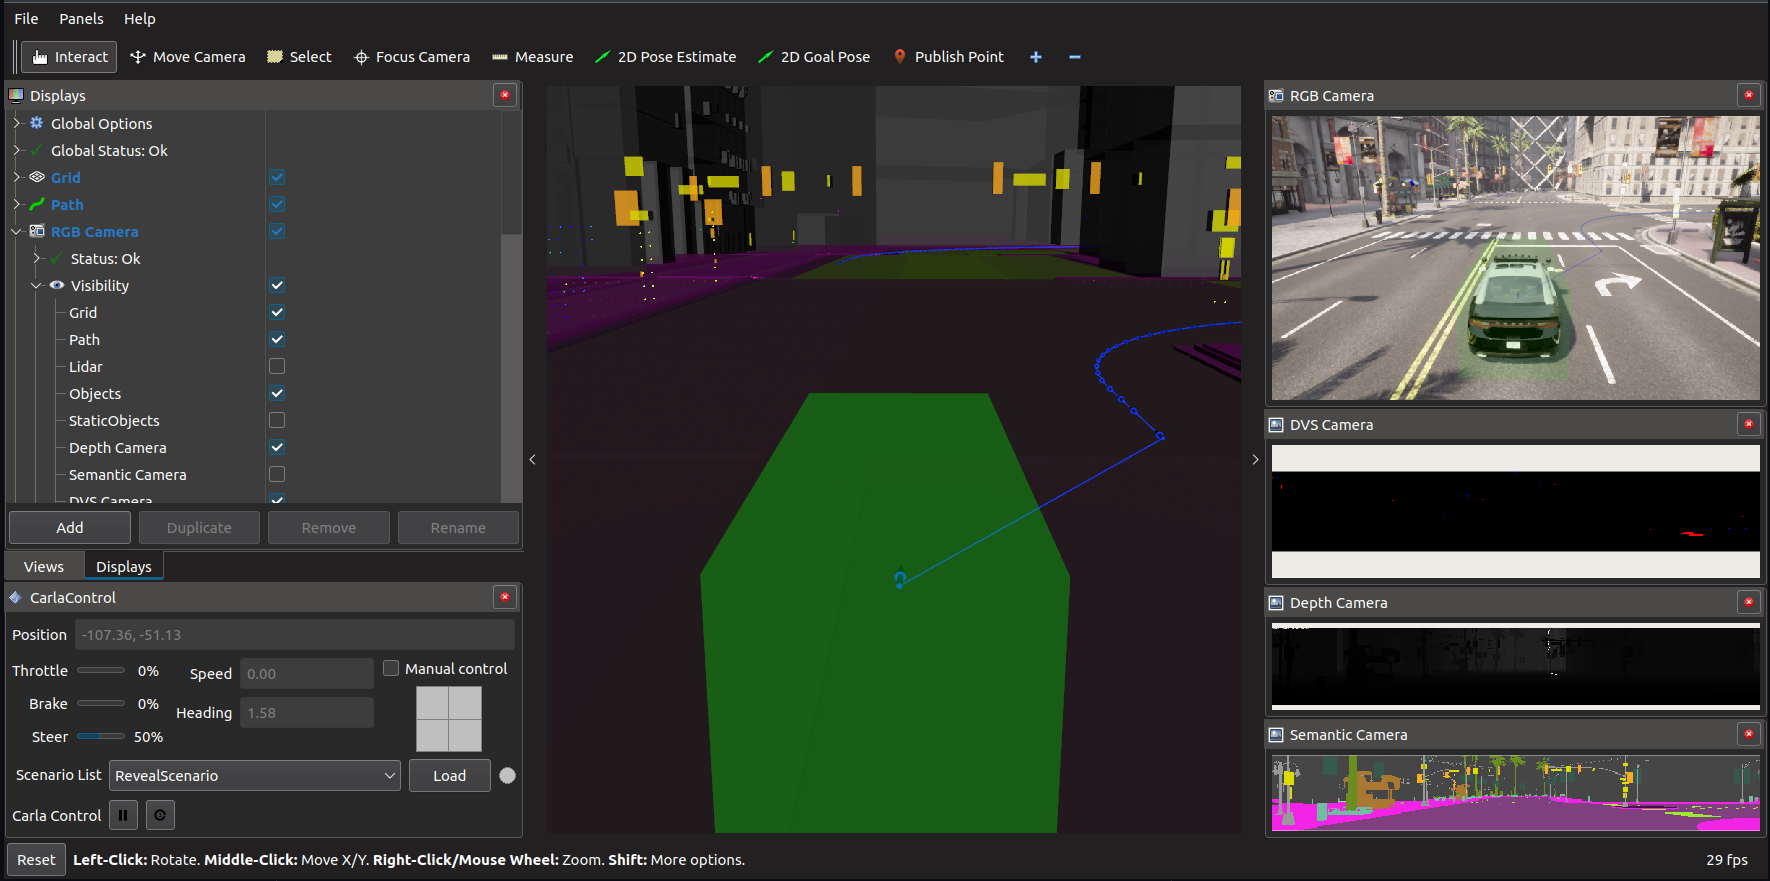 File Panels Help
Interact Move Camera Select Focus Camera Measure 2D Pose Estimate 2D Goal Pose Publish Point
Displays
Global Options
Global Status: Ok
Grid
Path
RGB Camera
Status: Ok
Visibility
Grid
Path
Lidar
Objects
StaticObjects
Depth Camera
Semantic Camera
DVS Camera
Add Duplicate Remove Rename
Views Displays
CarlaControl
Position -107.36, -51.13
Throttle 0% Speed 0.00 Manual control
Brake 0% Heading 1.58
Steer 50%
Scenario List RevealScenario Load
Carla Control
RGB Camera
DVS Camera
Depth Camera
Semantic Camera
Reset Left-Click: Rotate. Middle-Click: Move X/Y. Right-Click/Mouse Wheel: Zoom. Shift: More options. 29 fps